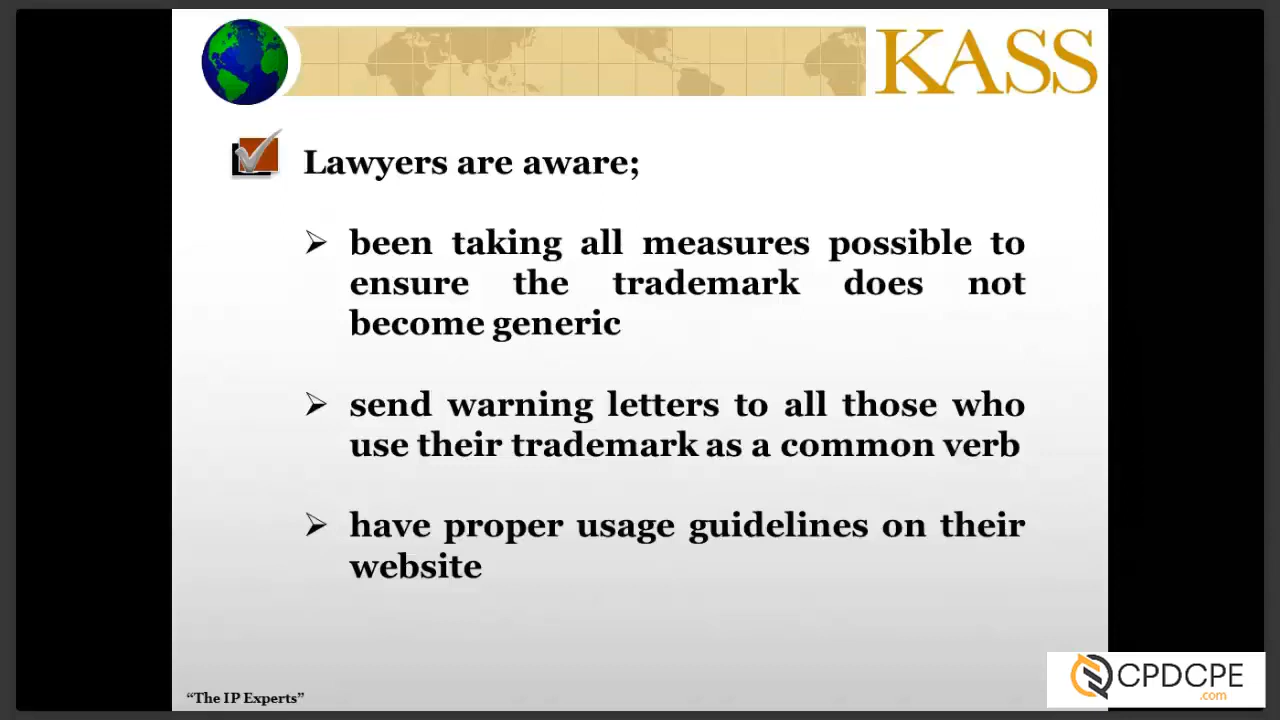 KASS
Lawyers are aware;
➢ been taking all measures possible to
ensure the trademark does not
become generic
➢ send warning letters to all those who
use their trademark as a common verb
➢ have proper usage guidelines on their
website
“The IP Experts”
CPDCPE
.com